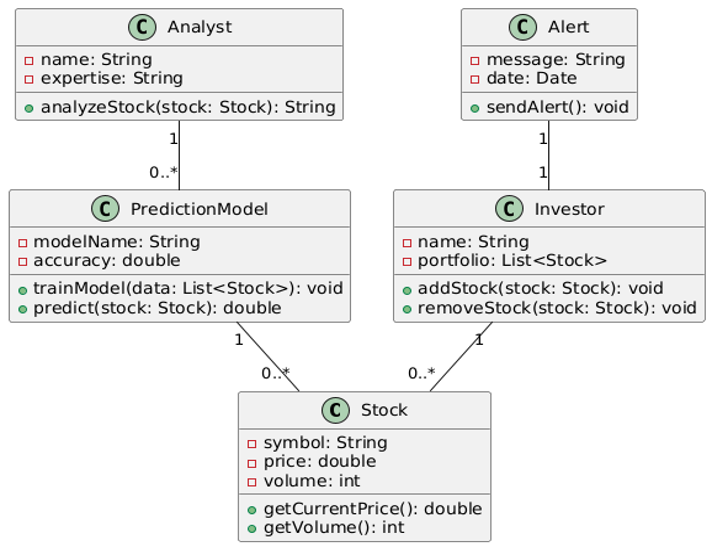 C Analyst
name: String
expertise: String
analyzeStock(stock: Stock): String
C Alert
message: String
date: Date
sendAlert(): void
1
0..*
1
1
C PredictionModel
modelName: String
accuracy: double
trainModel(data: List<Stock>): void
predict(stock: Stock): double
C Investor
name: String
portfolio: List<Stock>
addStock(stock: Stock): void
removeStock(stock: Stock): void
1
0..*
1
0..*
C Stock
symbol: String
price: double
volume: int
getCurrentPrice(): double
getVolume(): int